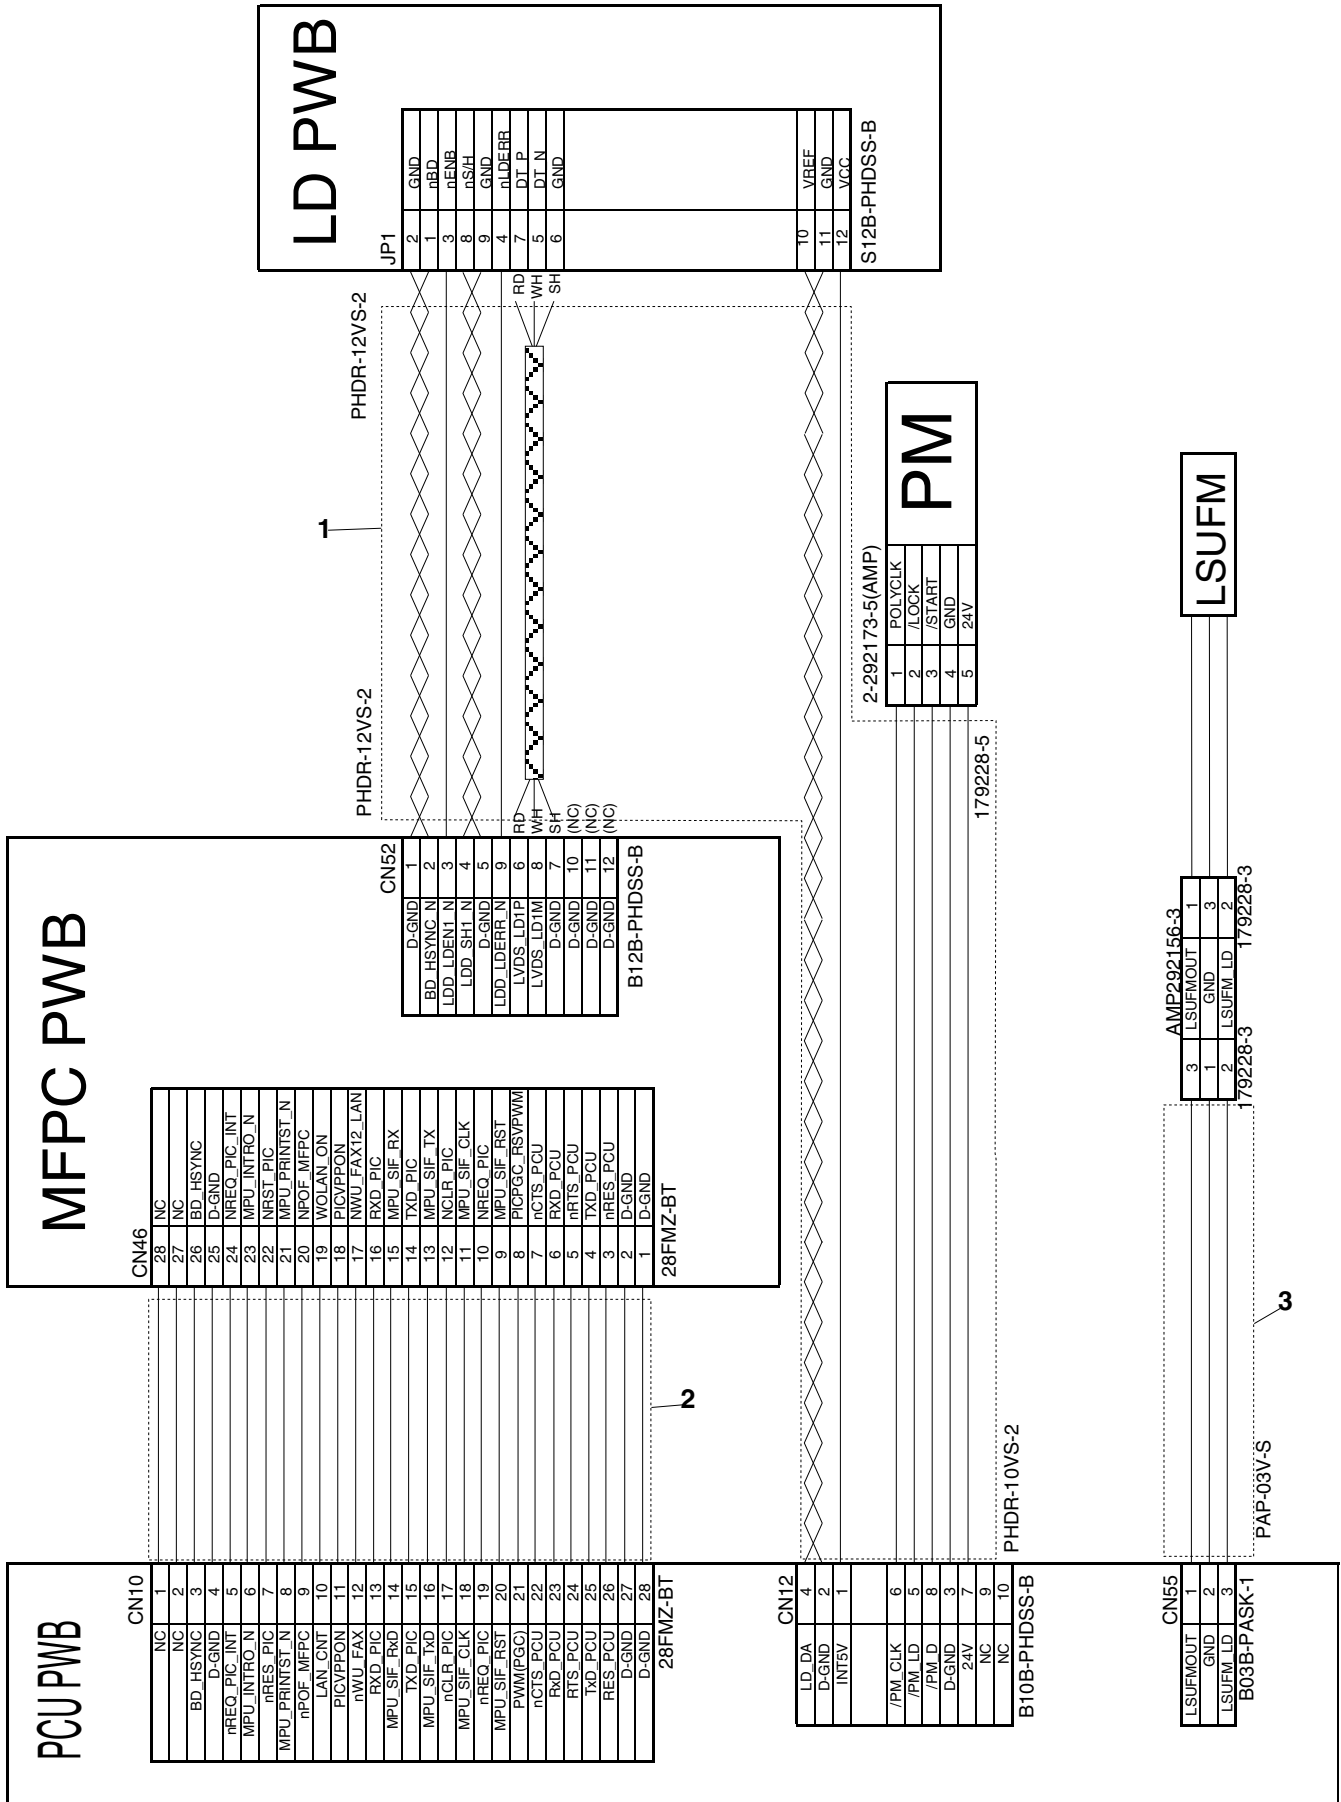 LD PWB
JP1
2 GND
1 nBD
3 nENB
8 nS/H
9 GND
4 nLDERR
7 DT_P
5 DT_N
6 GND
10 VREF
11 GND
12 VCC
S12B-PHDSS-B
PHDR-12VS-2
RD
WH
SH
1
PHDR-12VS-2
RD
WH
SH
(NC)
(NC)
(NC)
MFPC PWB
CN52
D-GND 1
BD_HSYNC_N 2
LDD_LDEN1_N 3
LDD_SH1_N 4
D-GND 5
LDD_LDERR_N 9
LVDS_LD1P 6
LVDS_LD1M 8
D-GND 7
D-GND 10
D-GND 11
D-GND 12
B12B-PHDSS-B
CN46
28 NC
27 NC
26 BD_HSYNC
25 D-GND
24 NREQ_PIC_INT
23 MPU_INTRO_N
22 NRST_PIC
21 MPU_PRINTST_N
20 NPOF_MFPC
19 WOLAN_ON
18 PICVPPON
17 NWU_FAX12_LAN
16 RXD_PIC
15 MPU_SIF_RX
14 TXD_PIC
13 MPU_SIF_TX
12 NCLR_PIC
11 MPU_SIF_CLK
10 NREQ_PIC
9 MPU_SIF_RST
8 PICPGC_RSVPWM
7 nCTS_PCU
6 RXD_PCU
5 nRTS_PCU
4 TXD_PCU
3 nRES_PCU
2 D-GND
1 D-GND
28FMZ-BT
2
PCU PWB
CN10
NC 1
NC 2
BD_HSYNC 3
D-GND 4
nREQ_PIC_INT 5
MPU_INTRO_N 6
nRES_PIC 7
MPU_PRINTST_N 8
nPOF_MFPC 9
LAN_CNT 10
PICVPPON 11
nWU_FAX 12
RXD_PIC 13
MPU_SIF_RxD 14
TXD_PIC 15
MPU_SIF_TxD 16
nCLR_PIC 17
MPU_SIF_CLK 18
nREQ_PIC 19
MPU_SIF_RST 20
PWM(PGC) 21
nCTS_PCU 22
RxD_PCU 23
RTS_PCU 24
TxD_PCU 25
RES_PCU 26
D-GND 27
D-GND 28
28FMZ-BT
CN12
LD_DA 4
D-GND 2
INT5V 1
/PM_CLK 6
/PM_LD 5
/PM_D 8
D-GND 3
24V 7
NC 9
NC 10
B10B-PHDSS-B
PHDR-10VS-2
PM
2-292173-5(AMP)
1 POLYCLK
2 /LOCK
3 /START
4 GND
5 24V
179228-5
LSUFM
AMP292156-3
3 LSUFMOUT 1
1 GND 3
2 LSUFM_LD 2
179228-3
179228-3
3
PAP-03V-S
CN55
LSUFMOUT 1
GND 2
LSUFM_LD 3
B03B-PASK-1